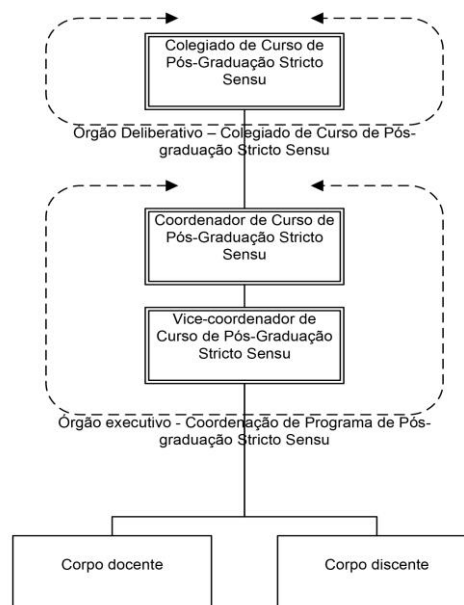 Colegiado de Curso de
Pós-Graduação Stricto
Sensu
Órgão Deliberativo – Colegiado de Curso de Pós-
graduação Stricto Sensu
Coordenador de Curso de
Pós-Graduação Stricto
Sensu
Vice-coordenador de
Curso de Pós-Graduação
Stricto Sensu
Órgão executivo - Coordenação de Programa de Pós-
graduação Stricto Sensu
Corpo docente
Corpo discente